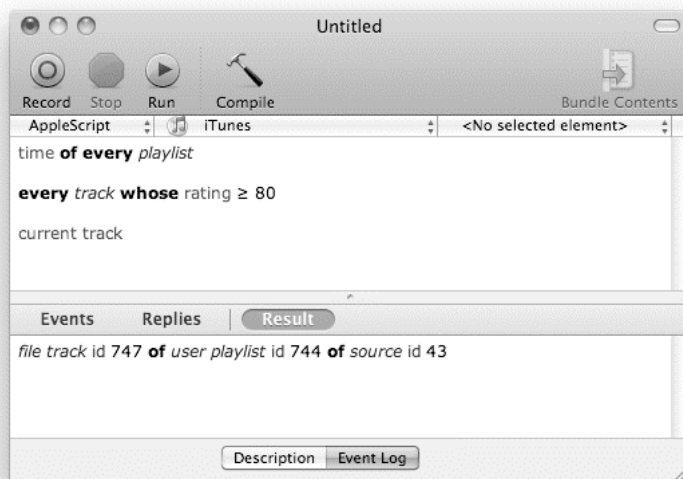 Untitled
Record Stop Run Compile Bundle Contents
AppleScript iTunes <No selected element>
time of every playlist
every track whose rating ≥ 80
current track
Events Replies Result
file track id 747 of user playlist id 744 of source id 43
Description Event Log